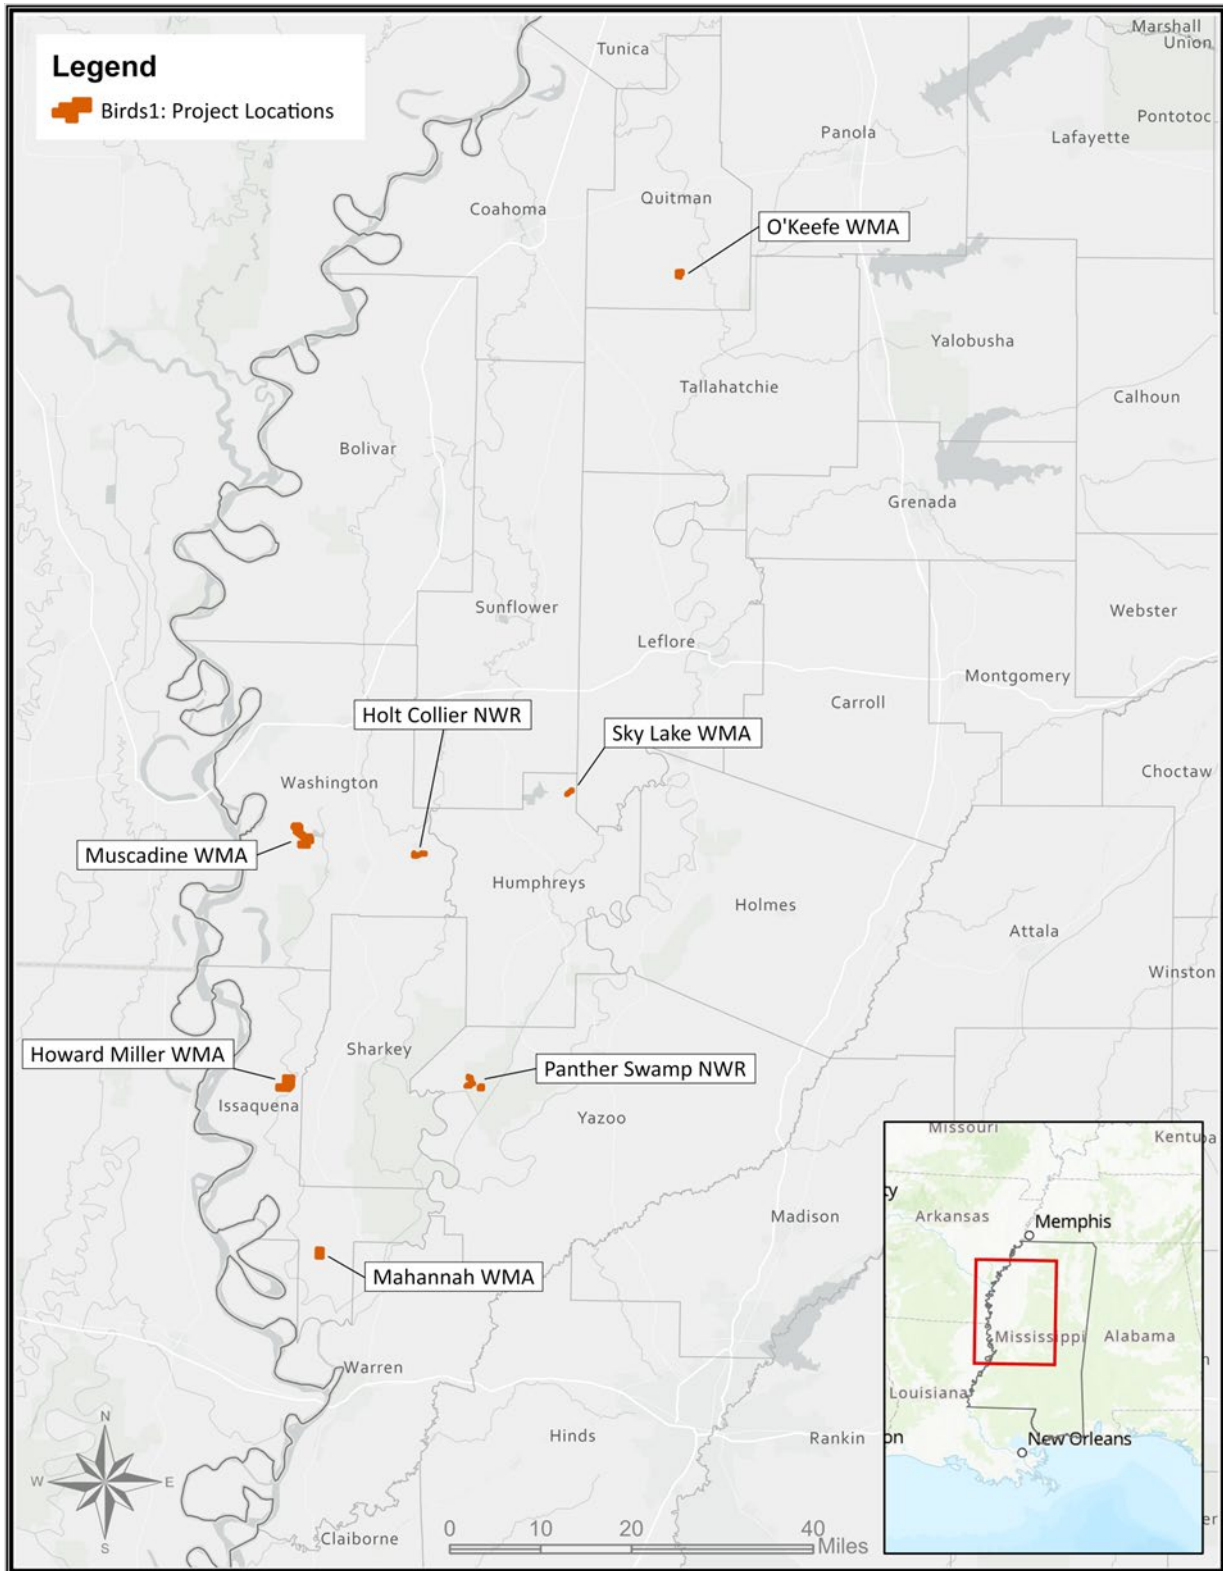 Legend
Birds1: Project Locations
Tunica
Marshall
Union
Panola
Lafayette
Pontotoc
Coahoma
Quitman
O'Keefe WMA
Yalobusha
Tallahatchie
Calhoun
Bolivar
Grenada
Sunflower
Leflore
Webster
Montgomery
Carroll
Holt Collier NWR
Sky Lake WMA
Washington
Choctaw
Muscadine WMA
Humphreys
Holmes
Attala
Winston
Howard Miller WMA
Sharkey
Panther Swamp NWR
Issaquena
Yazoo
Madison
Mahannah WMA
Warren
Hinds
Rankin
Claiborne
N
W
E
S
0 10 20 40
Miles
Missouri
Kentu
Arkansas
Memphis
Mississippi
Alabama
Louisiana
New Orleans